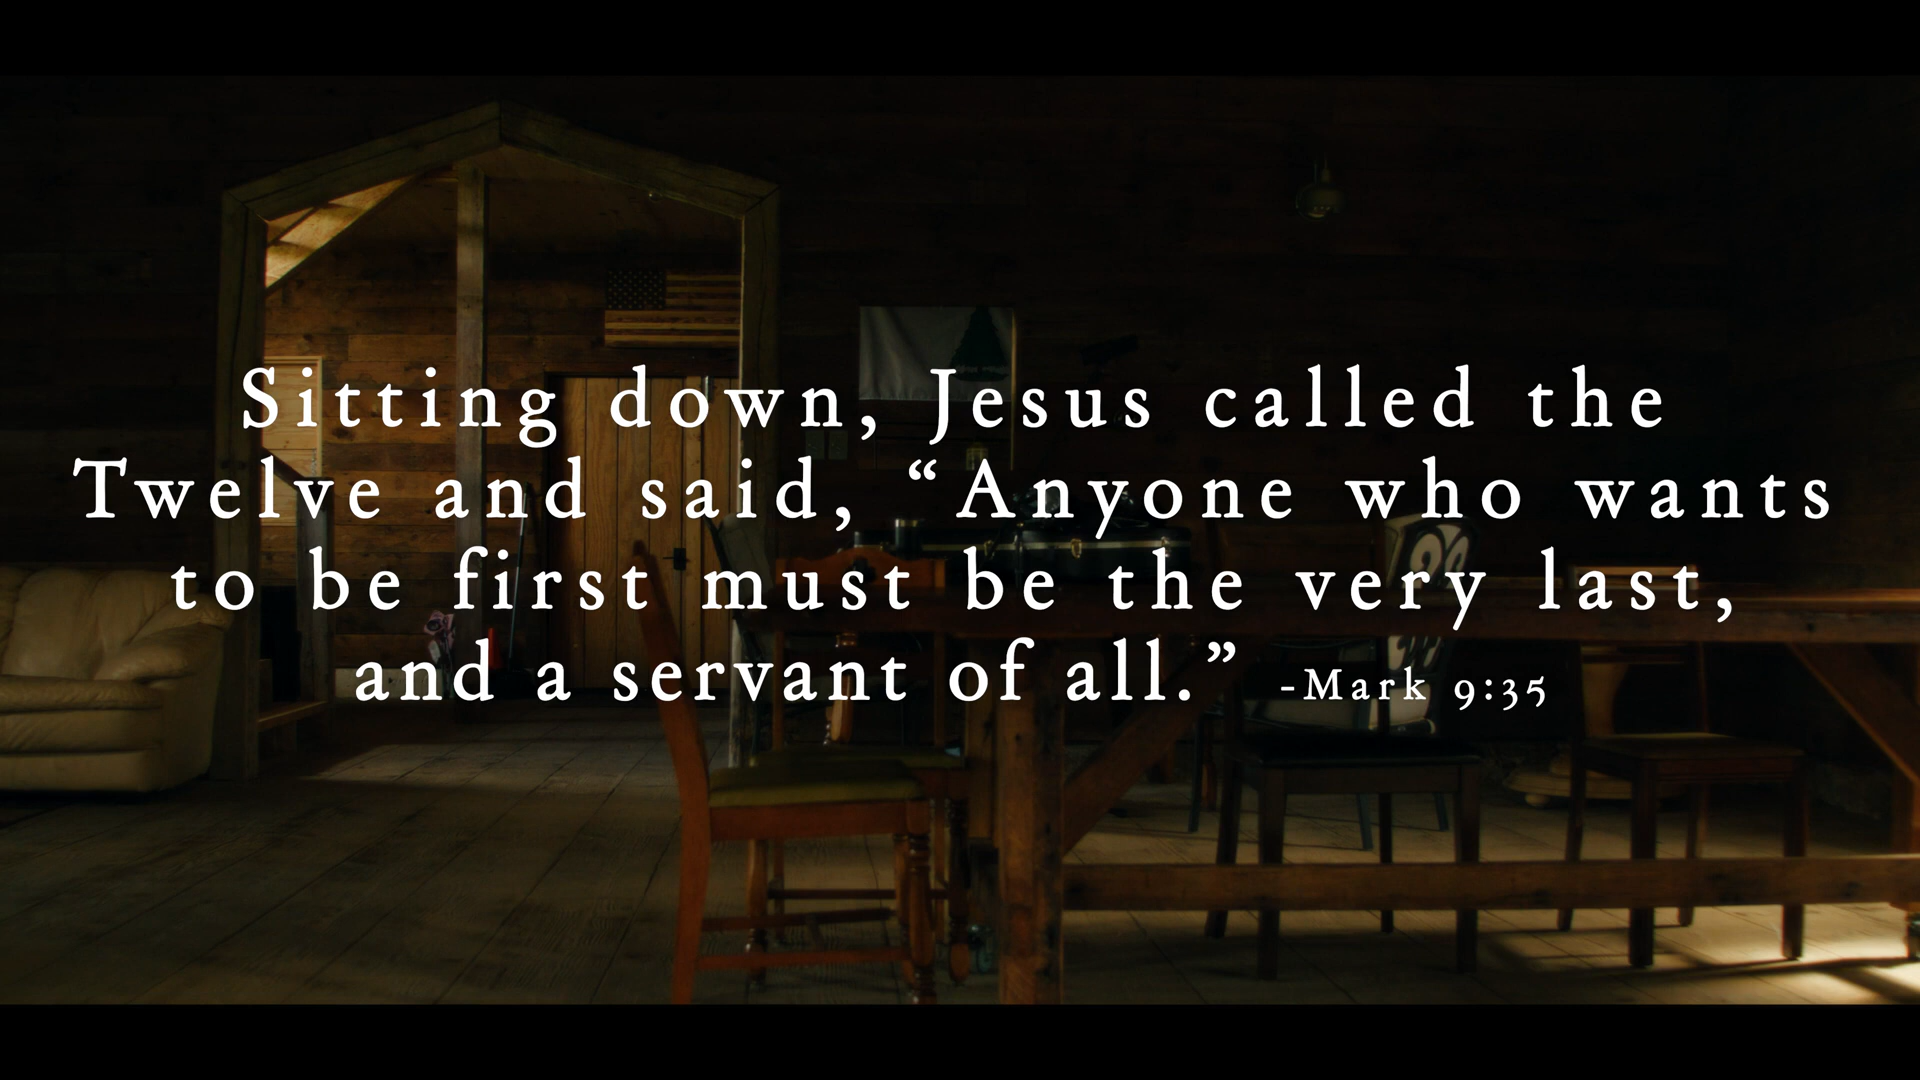 Sitting down, Jesus called the
Twelve and said, “Anyone who wants
to be first must be the very last,
and a servant of all.” -Mark 9:35